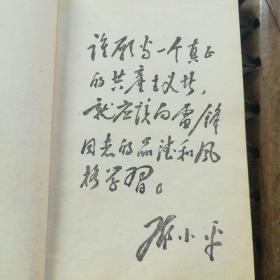 谁愿当一个真正
的共产主义者，
就应该向雷锋
同志的品德和风
格学习。
邓小平